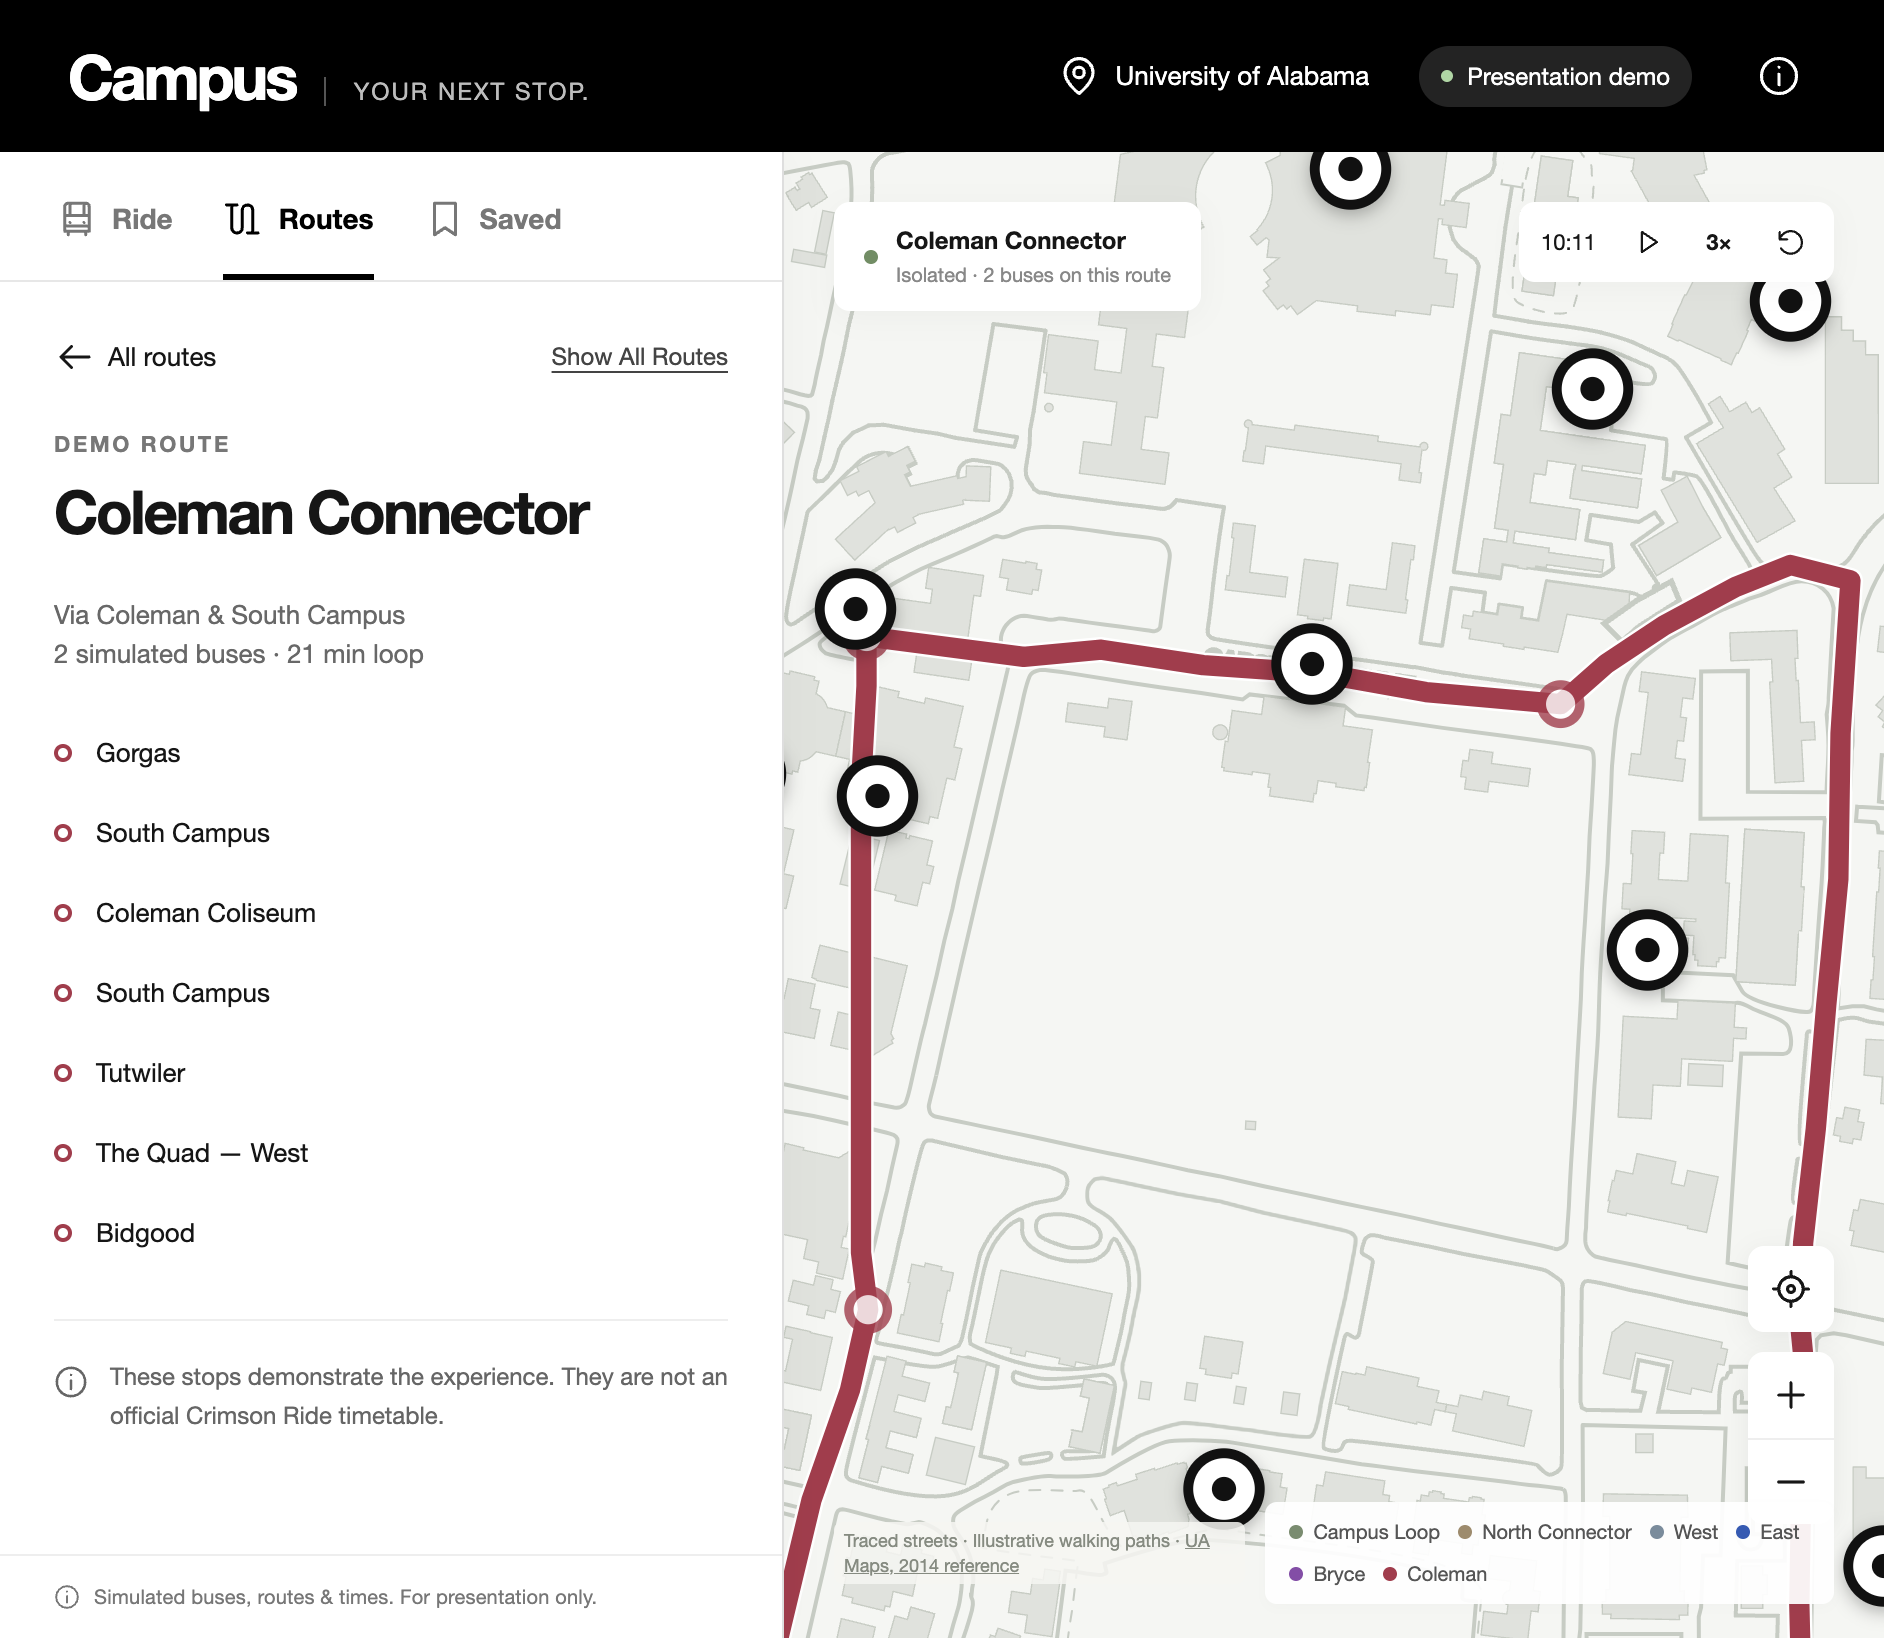 Campus
YOUR NEXT STOP.
University of Alabama
Presentation demo
Ride
Routes
Saved
All routes
Show All Routes
DEMO ROUTE
Coleman Connector
Via Coleman & South Campus
2 simulated buses · 21 min loop
Gorgas
South Campus
Coleman Coliseum
South Campus
Tutwiler
The Quad — West
Bidgood
These stops demonstrate the experience. They are not an
official Crimson Ride timetable.
Simulated buses, routes & times. For presentation only.
Coleman Connector
Isolated · 2 buses on this route
10:11
3×
Traced streets · Illustrative walking paths · UA
Maps, 2014 reference
Campus Loop
North Connector
West
East
Bryce
Coleman